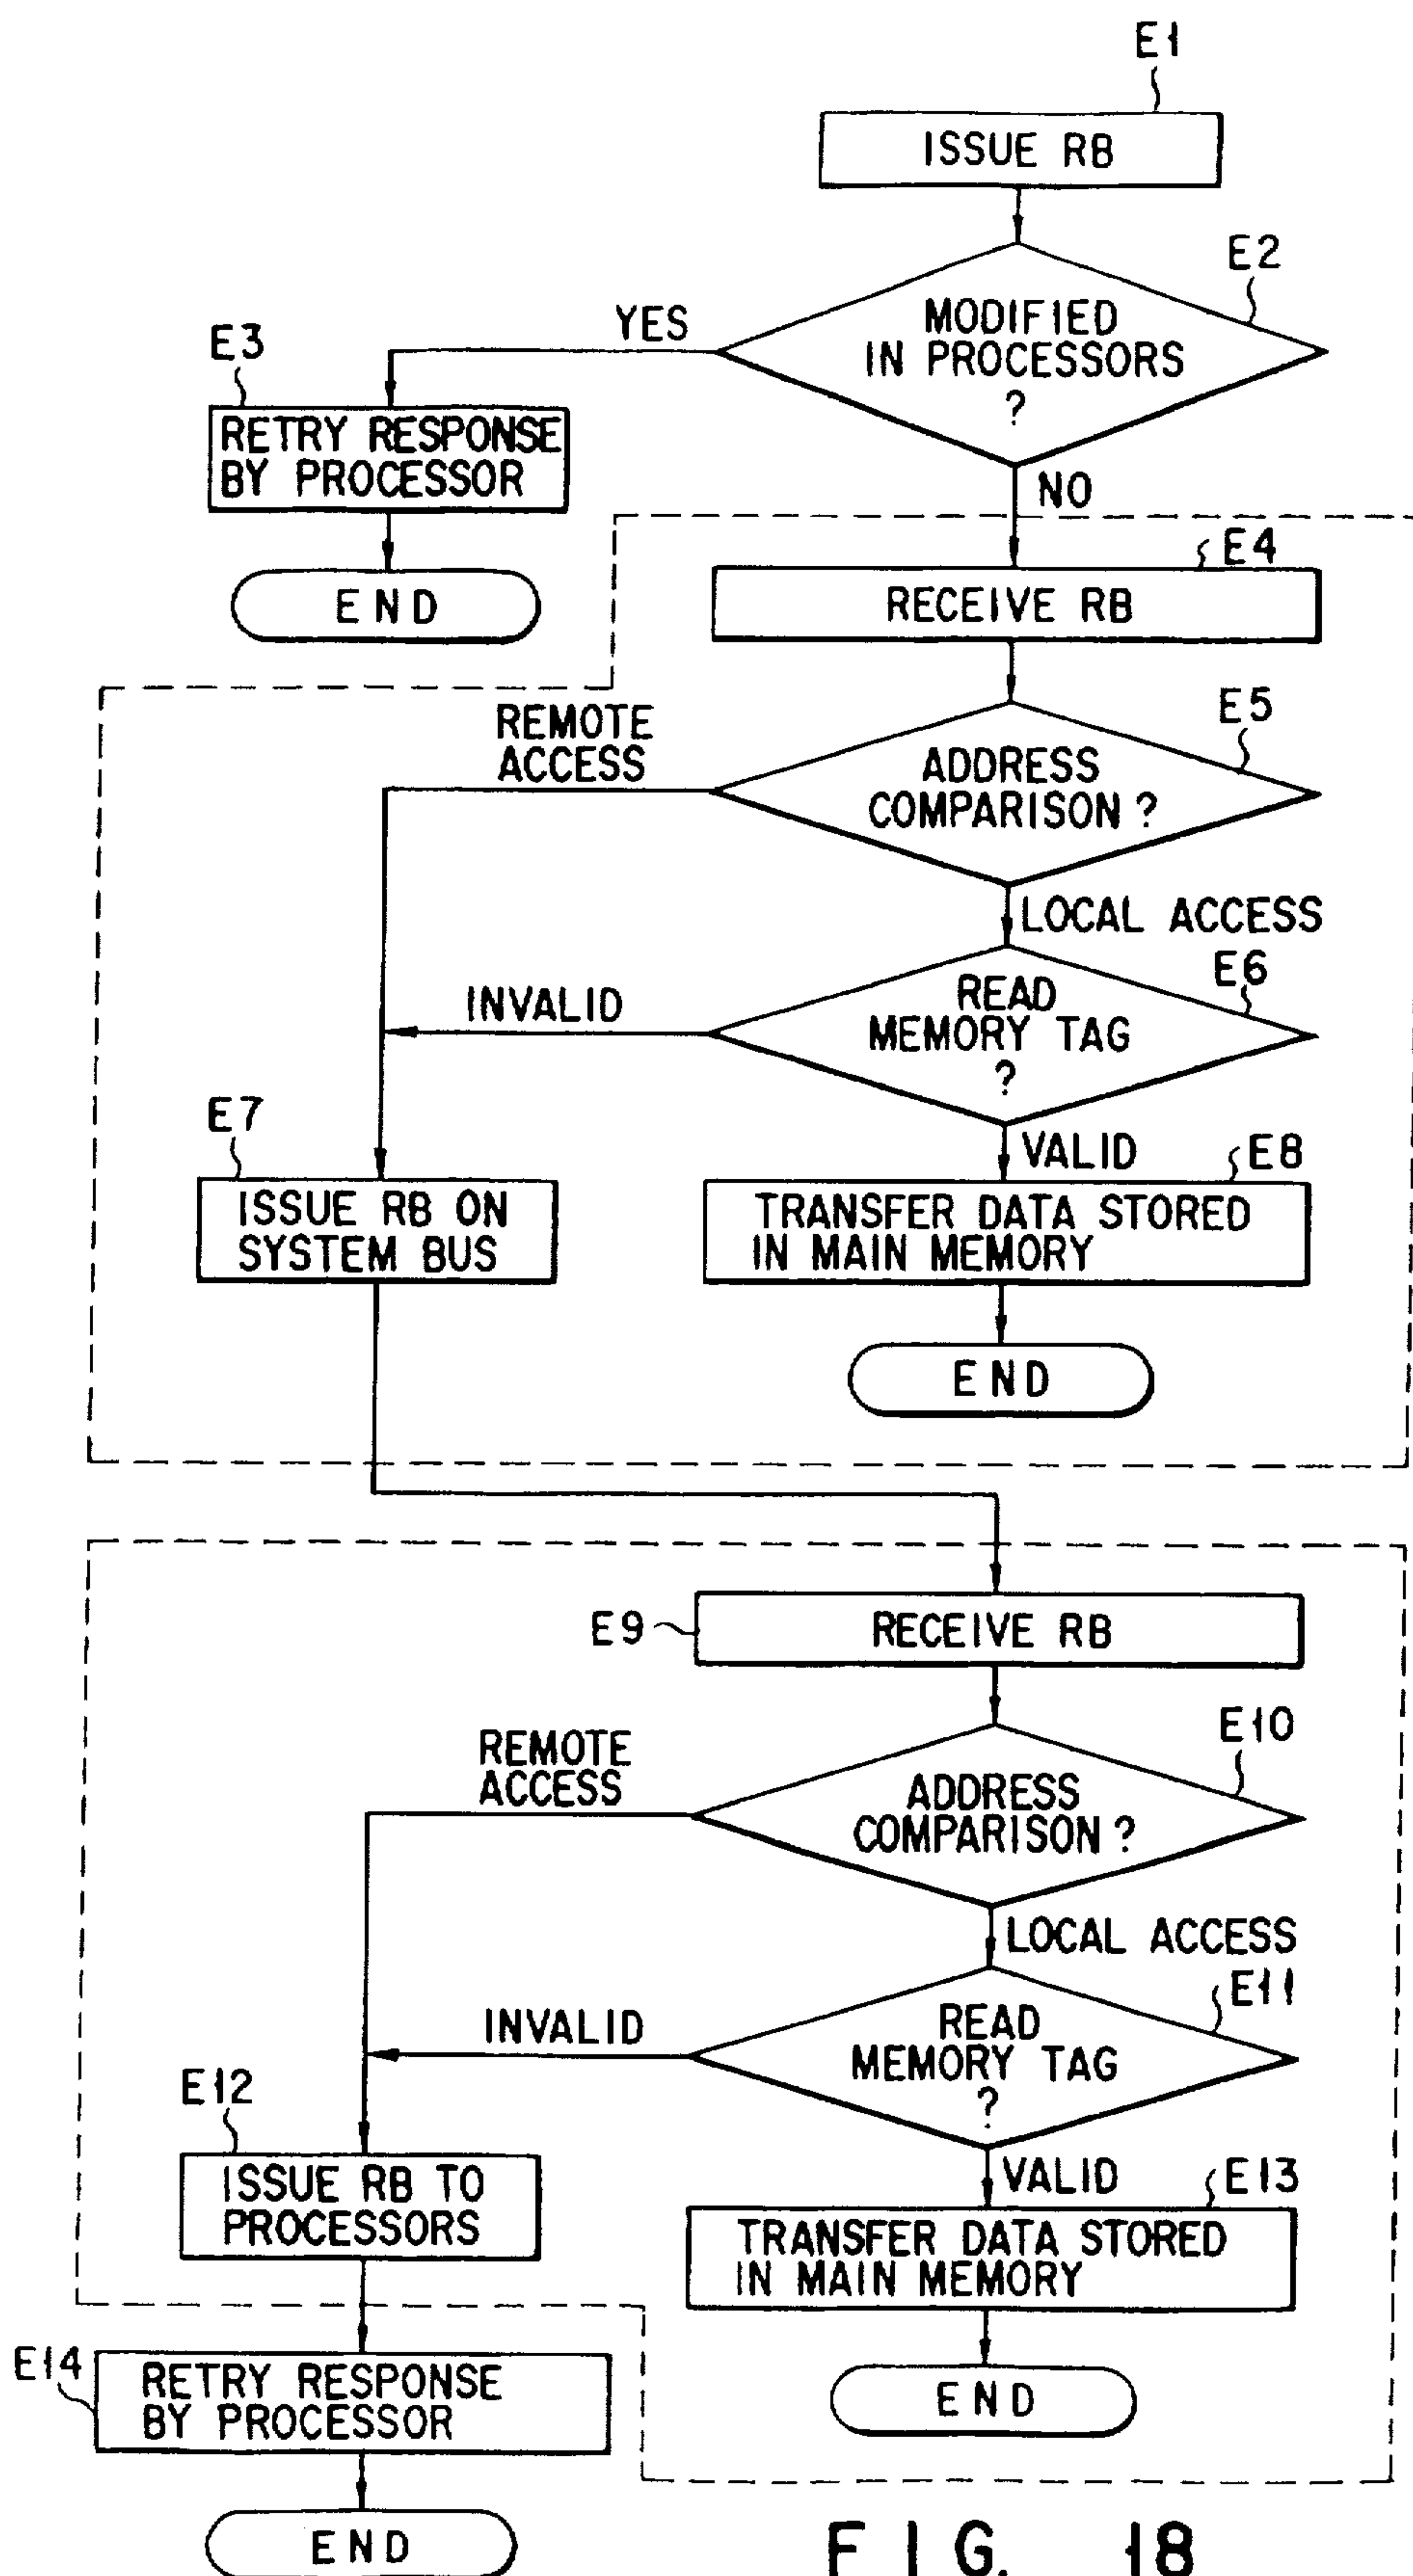 E1
ISSUE RB
E2
MODIFIED
IN PROCESSORS
?
YES
E3
RETRY RESPONSE
BY PROCESSOR
NO
END
E4
RECEIVE RB
REMOTE
ACCESS
E5
ADDRESS
COMPARISON ?
LOCAL ACCESS
E6
READ
MEMORY TAG
?
INVALID
E7
ISSUE RB ON
SYSTEM BUS
VALID
E8
TRANSFER DATA STORED
IN MAIN MEMORY
END
E9
RECEIVE RB
REMOTE
ACCESS
E10
ADDRESS
COMPARISON ?
LOCAL ACCESS
E11
READ
MEMORY TAG
?
INVALID
E12
ISSUE RB TO
PROCESSORS
VALID
E13
TRANSFER DATA STORED
IN MAIN MEMORY
E14
RETRY RESPONSE
BY PROCESSOR
END
END
FIG. 18